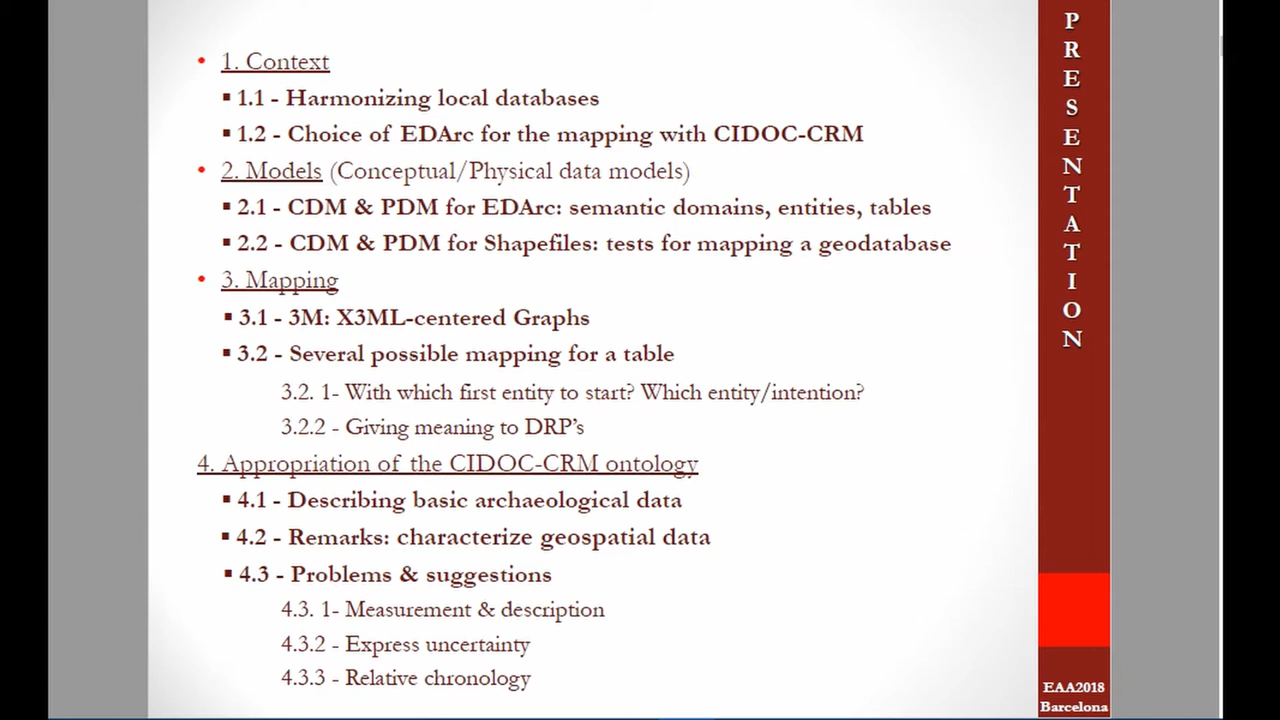 • 1. Context
▪ 1.1 - Harmonizing local databases
▪ 1.2 - Choice of EDArc for the mapping with CIDOC-CRM
• 2. Models (Conceptual/Physical data models)
▪ 2.1 - CDM & PDM for EDArc: semantic domains, entities, tables
▪ 2.2 - CDM & PDM for Shapefiles: tests for mapping a geodatabase
• 3. Mapping
▪ 3.1 - 3M: X3ML-centered Graphs
▪ 3.2 - Several possible mapping for a table
3.2. 1- With which first entity to start? Which entity/intention?
3.2.2 - Giving meaning to DRP’s
4. Appropriation of the CIDOC-CRM ontology
▪ 4.1 - Describing basic archaeological data
▪ 4.2 - Remarks: characterize geospatial data
▪ 4.3 - Problems & suggestions
4.3. 1- Measurement & description
4.3.2 - Express uncertainty
4.3.3 - Relative chronology
PRESENTATION
EAA2018
Barcelona